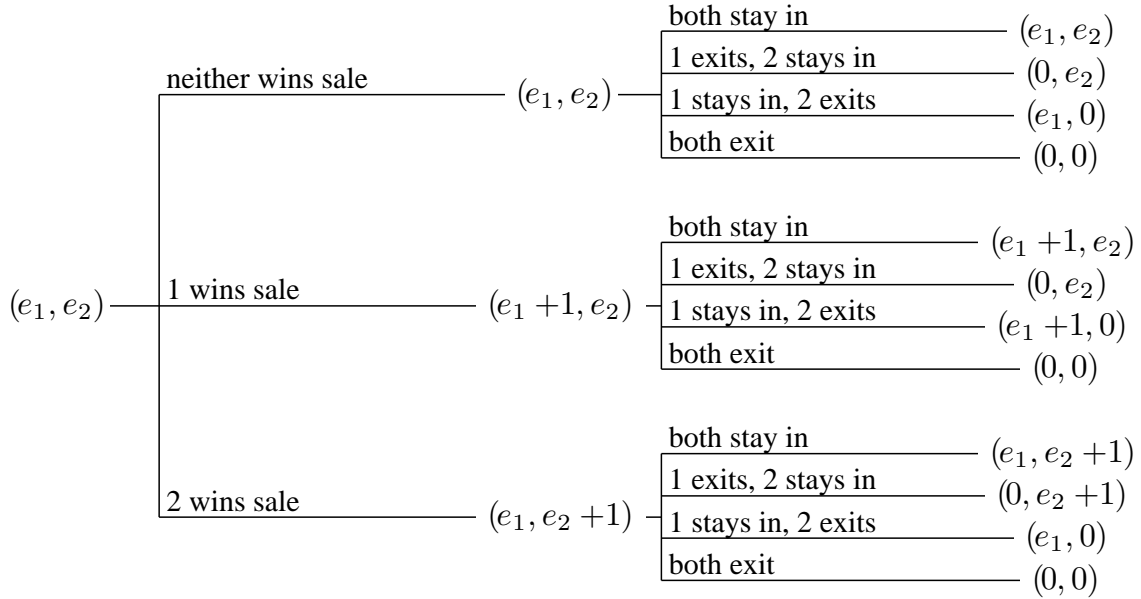 both stay in (e₁, e₂)
1 exits, 2 stays in (0, e₂)
neither wins sale (e₁, e₂)
1 stays in, 2 exits (e₁, 0)
both exit (0, 0)
both stay in (e₁ +1, e₂)
1 exits, 2 stays in (0, e₂)
(e₁, e₂) 1 wins sale (e₁ +1, e₂)
1 stays in, 2 exits (e₁ +1, 0)
both exit (0, 0)
both stay in (e₁, e₂ +1)
1 exits, 2 stays in (0, e₂ +1)
2 wins sale (e₁, e₂ +1)
1 stays in, 2 exits (e₁, 0)
both exit (0, 0)